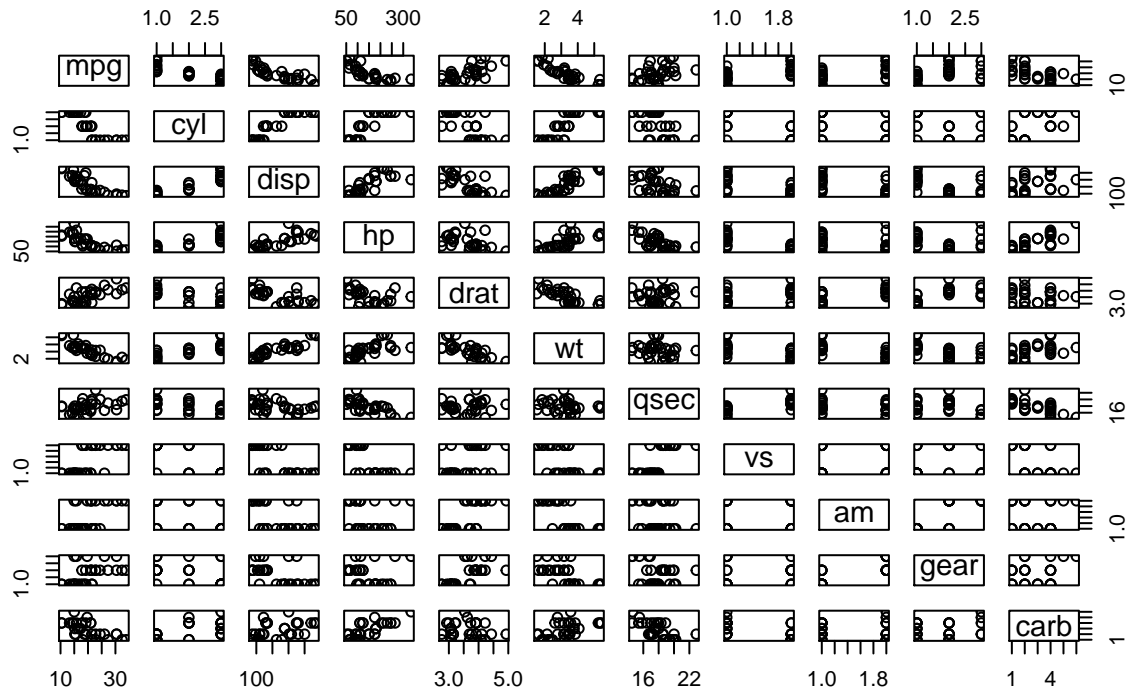 1.0 2.5 50 300 2 4 1.0 1.8 1.0 2.5
mpg 10
1.0 cyl
disp 100
50 hp
drat 3.0
2 wt
qsec 16
1.0 vs
am 1.0
1.0 gear
carb 1
10 30 100 3.0 5.0 16 22 1.0 1.8 1 4